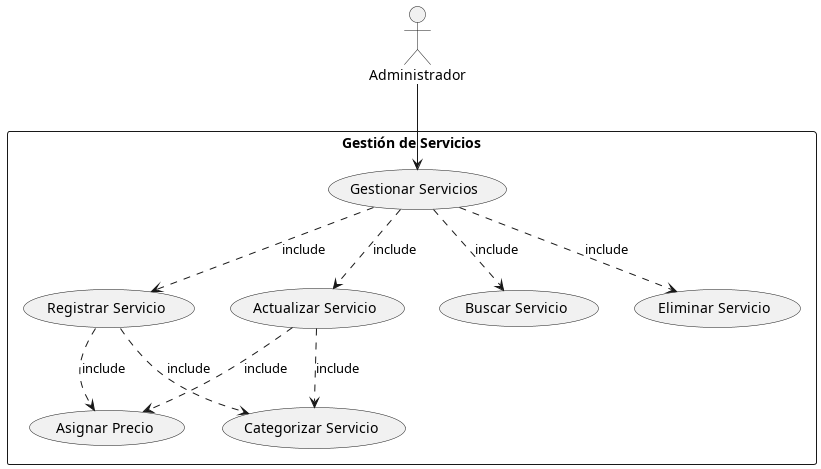 Administrador
Gestión de Servicios
Gestionar Servicios
include
include
include
include
Registrar Servicio
Actualizar Servicio
Buscar Servicio
Eliminar Servicio
include
include
include
include
Asignar Precio
Categorizar Servicio